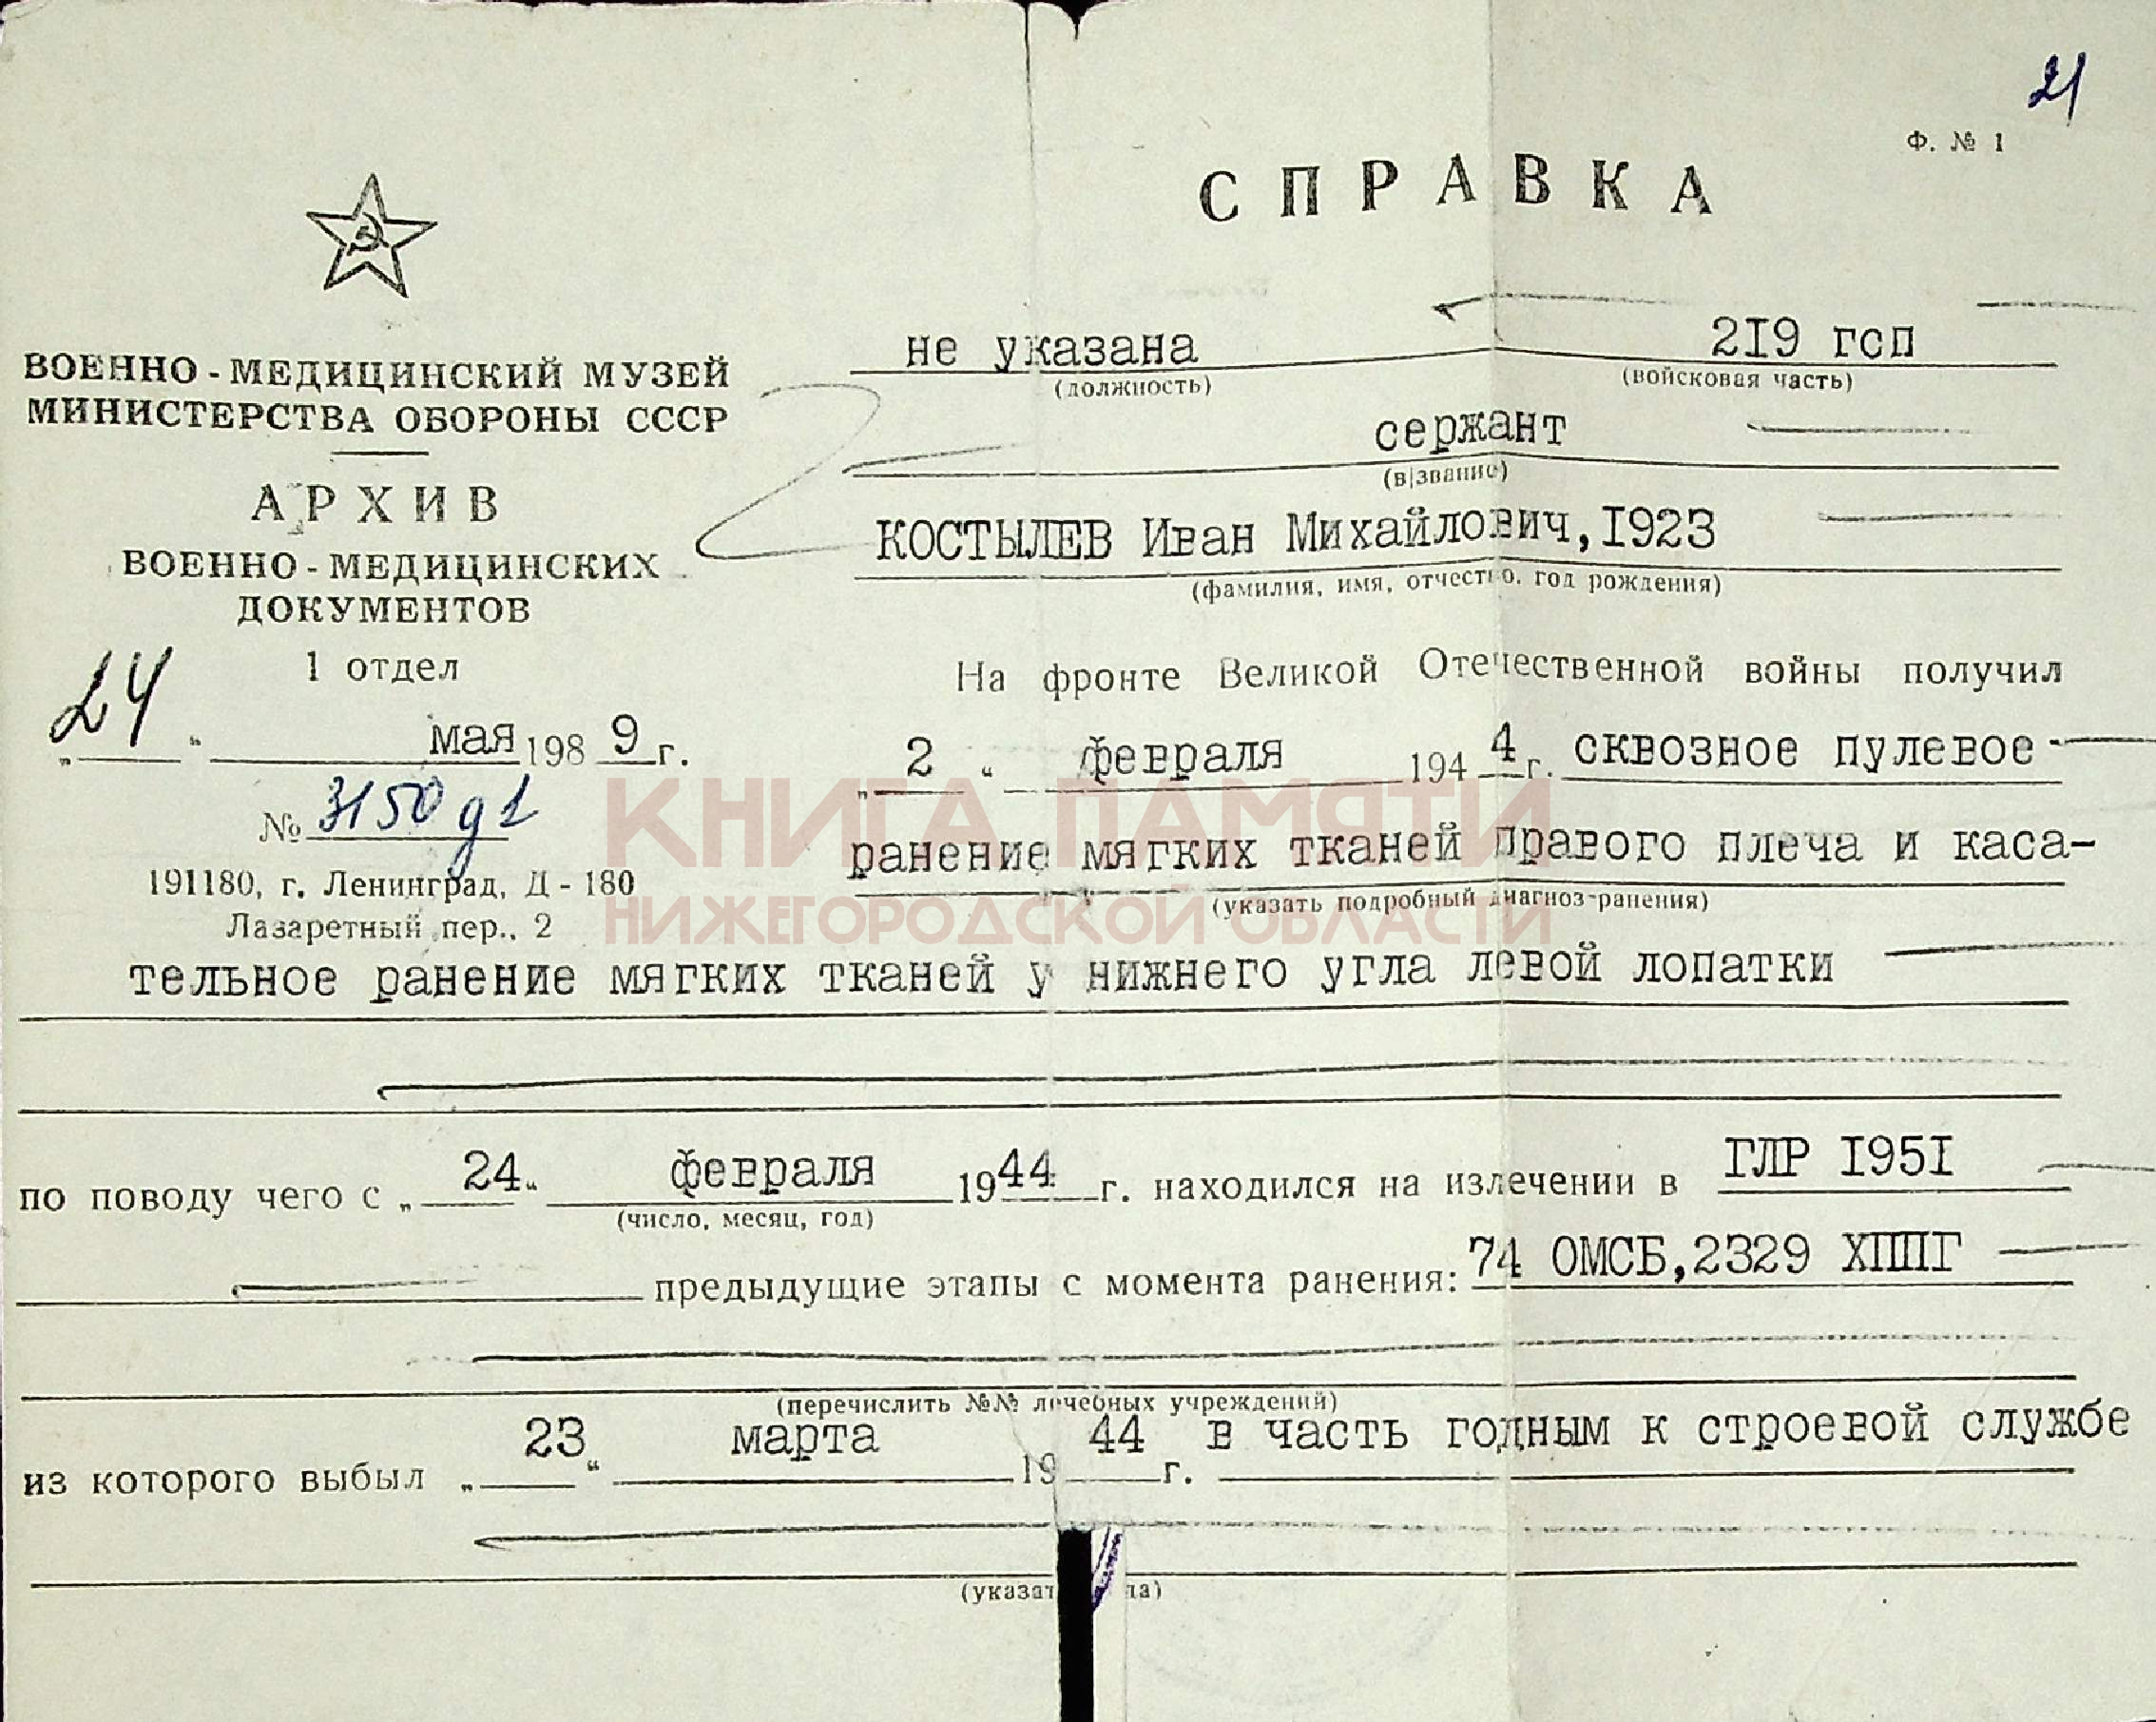 21
Ф. № 1
СПРАВКА
ВОЕННО - МЕДИЦИНСКИЙ МУЗЕЙ
МИНИСТЕРСТВА ОБОРОНЫ СССР
АРХИВ
ВОЕННО - МЕДИЦИНСКИХ
ДОКУМЕНТОВ
1 отдел
„24“ мая 1989 г.
№ 3150 д1
191180, г. Ленинград, Д - 180
Лазаретный пер., 2
не указана 219 гсп
(должность) (войсковая часть)
сержант
(в/звание)
КОСТЫЛЕВ Иван Михайлович, 1923
(фамилия, имя, отчество, год рождения)
На фронте Великой Отечественной войны получил
„2“ февраля 1944 г. сквозное пулевое
ранение мягких тканей правого плеча и каса-
(указать подробный диагноз ранения)
тельное ранение мягких тканей у нижнего угла левой лопатки
по поводу чего с „24“ февраля 1944 г. находился на излечении в ГЛР 1951
(число, месяц, год)
предыдущие этапы с момента ранения: 74 ОМСБ, 2329 ХППГ
(перечислить №№ лечебных учреждений)
из которого выбыл „23“ марта 1944 г. в часть годным к строевой службе
(указат
да)
КНИГА ПАМЯТИ
НИЖЕГОРОДСКОЙ ОБЛАСТИ